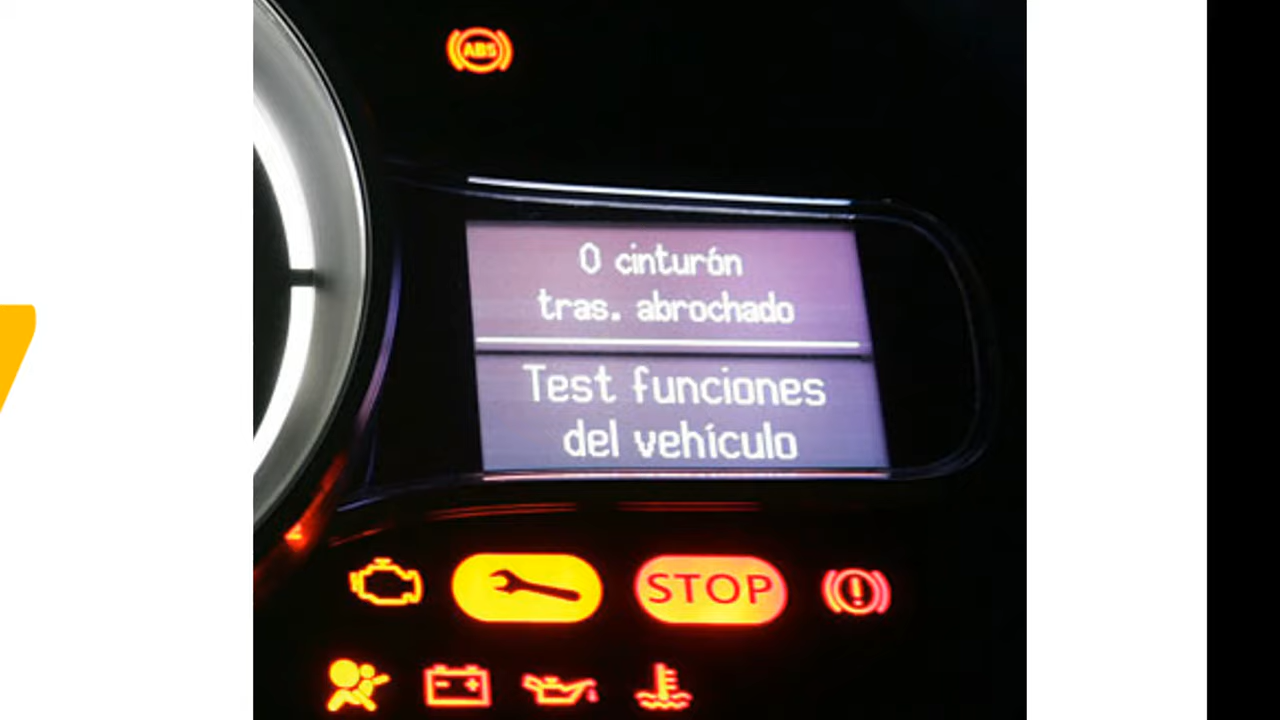 ABS
0 cinturón
tras. abrochado
Test funciones
del vehículo
STOP